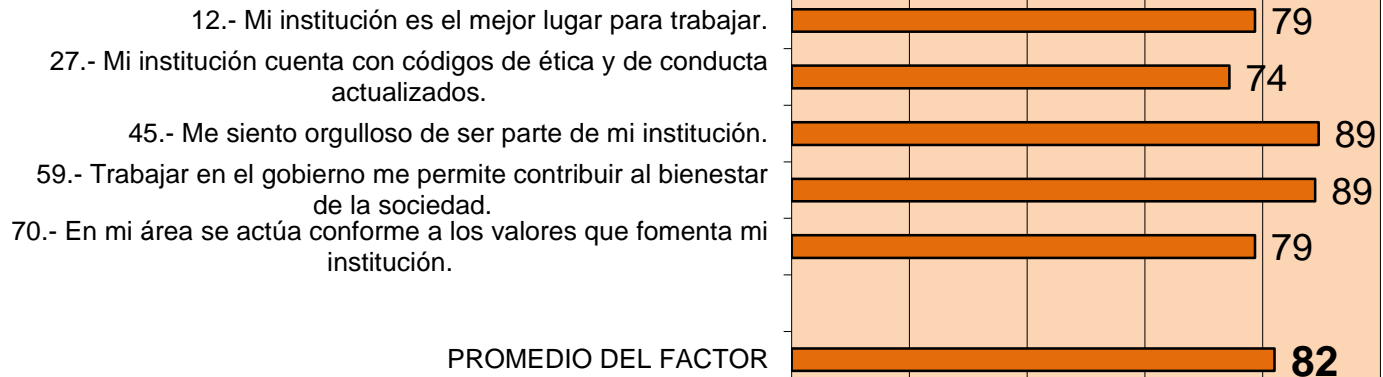 12.- Mi institución es el mejor lugar para trabajar.
79
27.- Mi institución cuenta con códigos de ética y de conducta
actualizados.
74
45.- Me siento orgulloso de ser parte de mi institución.
89
59.- Trabajar en el gobierno me permite contribuir al bienestar
de la sociedad.
89
70.- En mi área se actúa conforme a los valores que fomenta mi
institución.
79
PROMEDIO DEL FACTOR
82